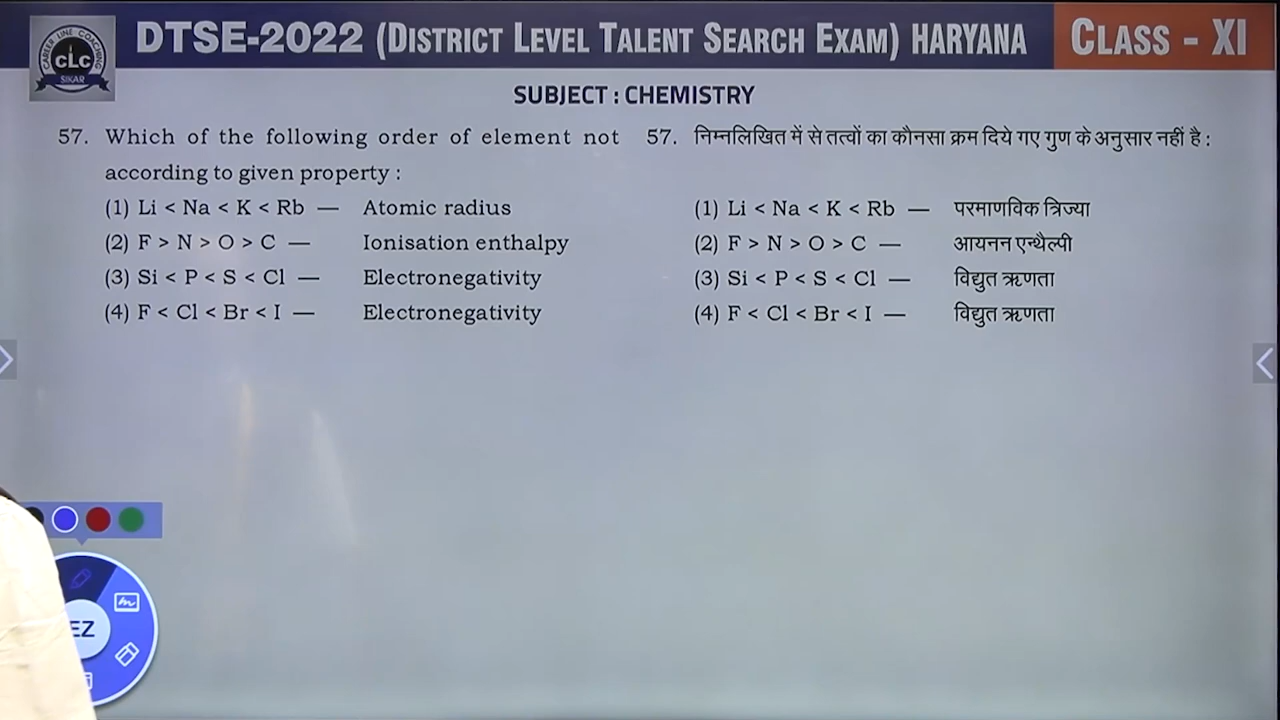 CAREER LINE COACHING
CLC
SIKAR
DTSE-2022 (DISTRICT LEVEL TALENT SEARCH EXAM) HARYANA
CLASS - XI
SUBJECT : CHEMISTRY
57. Which of the following order of element not
according to given property :
(1) Li < Na < K < Rb — Atomic radius
(2) F > N > O > C — Ionisation enthalpy
(3) Si < P < S < Cl — Electronegativity
(4) F < Cl < Br < I — Electronegativity
57. निम्नलिखित में से तत्वों का कौनसा क्रम दिये गए गुण के अनुसार नहीं है :
(1) Li < Na < K < Rb — परमाणविक त्रिज्या
(2) F > N > O > C — आयनन एन्थैल्पी
(3) Si < P < S < Cl — विद्युत ऋणता
(4) F < Cl < Br < I — विद्युत ऋणता
EZ